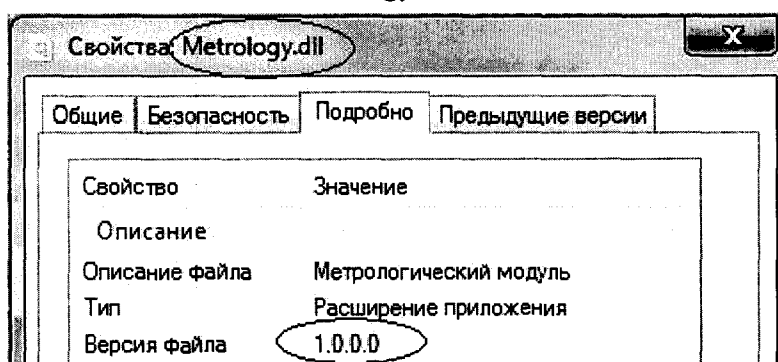 Свойства: Metrology.dll
Общие Безопасность Подробно Предыдущие версии
Свойство Значение
Описание
Описание файла Метрологический модуль
Тип Расширение приложения
Версия файла 1.0.0.0